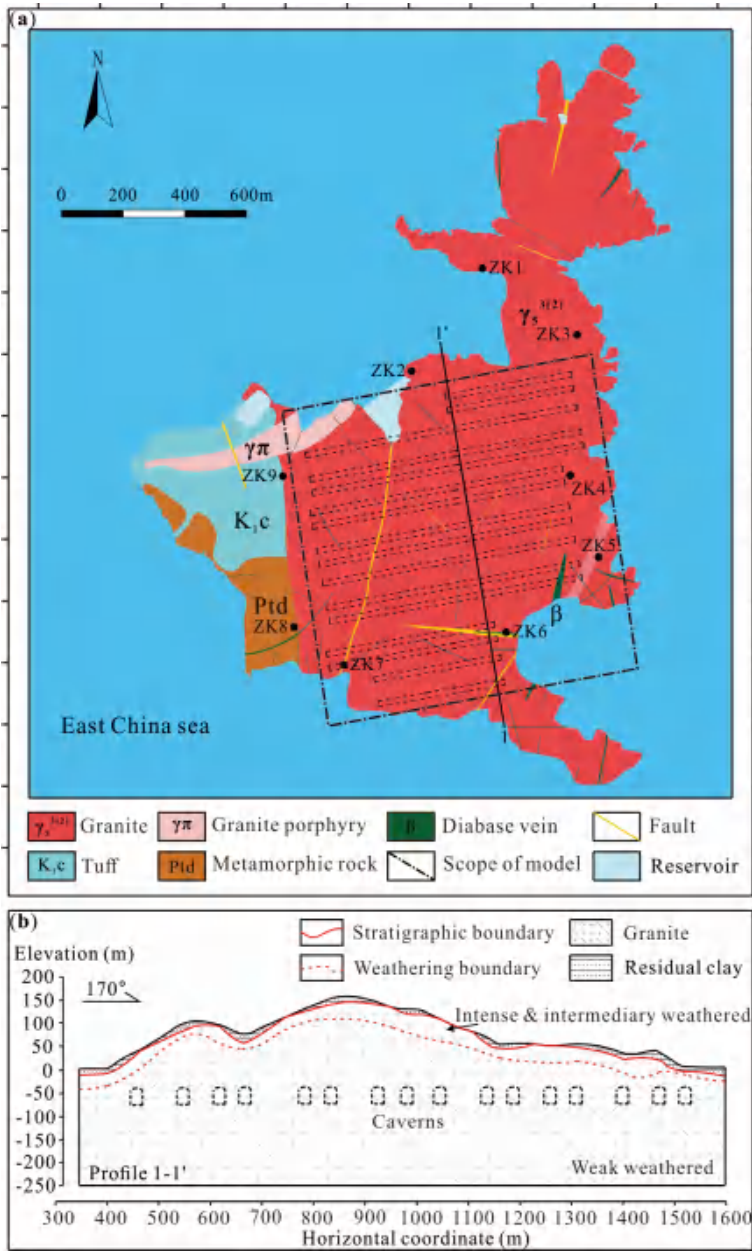 (a)
N
0 200 400 600m
ZK1
γ₅³⁽²⁾
ZK3
1'
ZK2
γπ
ZK9
ZK4
K₁c
ZK5
Ptd
β
ZK8
ZK6
ZK7
East China sea
1
γ₅³⁽²⁾ Granite γπ Granite porphyry β Diabase vein Fault
K₁c Tuff Ptd Metamorphic rock Scope of model Reservoir
(b)
Elevation (m)
Stratigraphic boundary Granite
Weathering boundary Residual clay
200
170°
150
Intense & intermediary weathered
100
50
0
-50
-100
Caverns
-150
-200
Profile 1-1' Weak weathered
-250
300 400 500 600 700 800 900 1000 1100 1200 1300 1400 1500 1600
Horizontal coordinate (m)